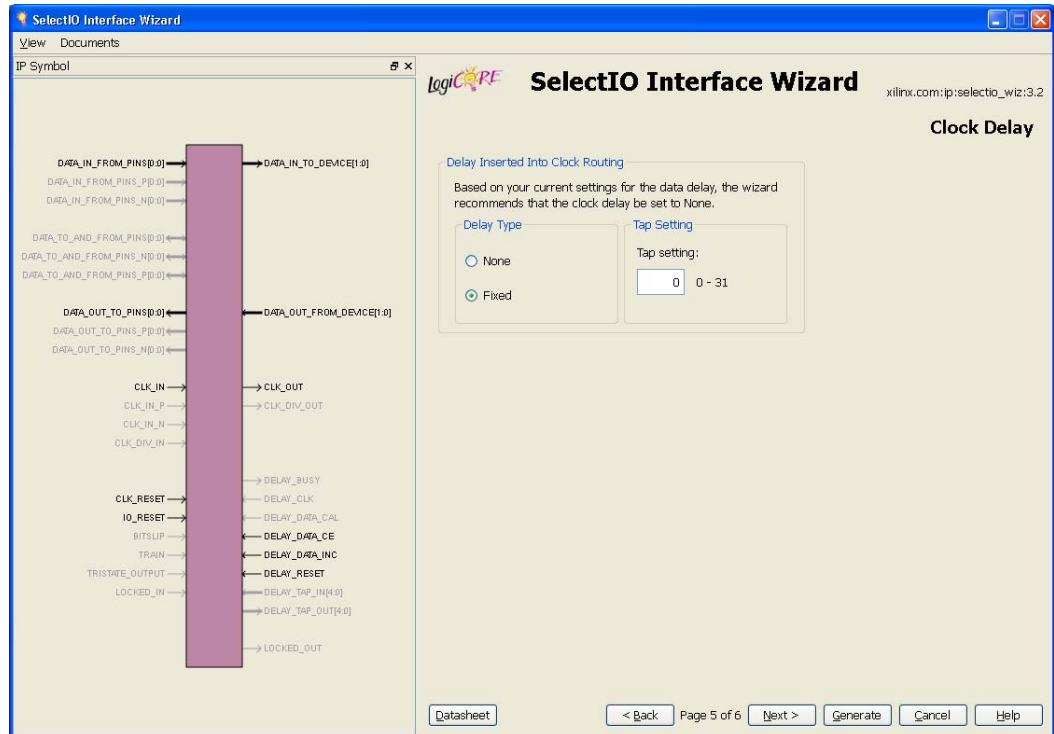 SelectIO Interface Wizard
View Documents
IP Symbol
DATA_IN_FROM_PINS[0:0]
DATA_IN_TO_DEVICE[1:0]
DATA_IN_FROM_PINS_P[0:0]
DATA_IN_FROM_PINS_N[0:0]
DATA_TO_AND_FROM_PINS[0:0]
DATA_TO_AND_FROM_PINS_N[0:0]
DATA_TO_AND_FROM_PINS_P[0:0]
DATA_OUT_TO_PINS[0:0]
DATA_OUT_FROM_DEVICE[1:0]
DATA_OUT_TO_PINS_P[0:0]
DATA_OUT_TO_PINS_N[0:0]
CLK_IN
CLK_OUT
CLK_IN_P
CLK_DIV_OUT
CLK_IN_N
CLK_DIV_IN
DELAY_BUSY
CLK_RESET
DELAY_CLK
IO_RESET
DELAY_DATA_CAL
BITSLIP
DELAY_DATA_CE
TRAIN
DELAY_DATA_INC
TRISTATE_OUTPUT
DELAY_RESET
LOCKED_IN
DELAY_TAP_IN[4:0]
DELAY_TAP_OUT[4:0]
LOCKED_OUT
logiCORE
SelectIO Interface Wizard
xilinx.com:ip:selectio_wiz:3.2
Clock Delay
Delay Inserted Into Clock Routing
Based on your current settings for the data delay, the wizard
recommends that the clock delay be set to None.
Delay Type
Tap Setting
None
Tap setting:
0 0 - 31
Fixed
Datasheet
< Back Page 5 of 6 Next > Generate Cancel Help